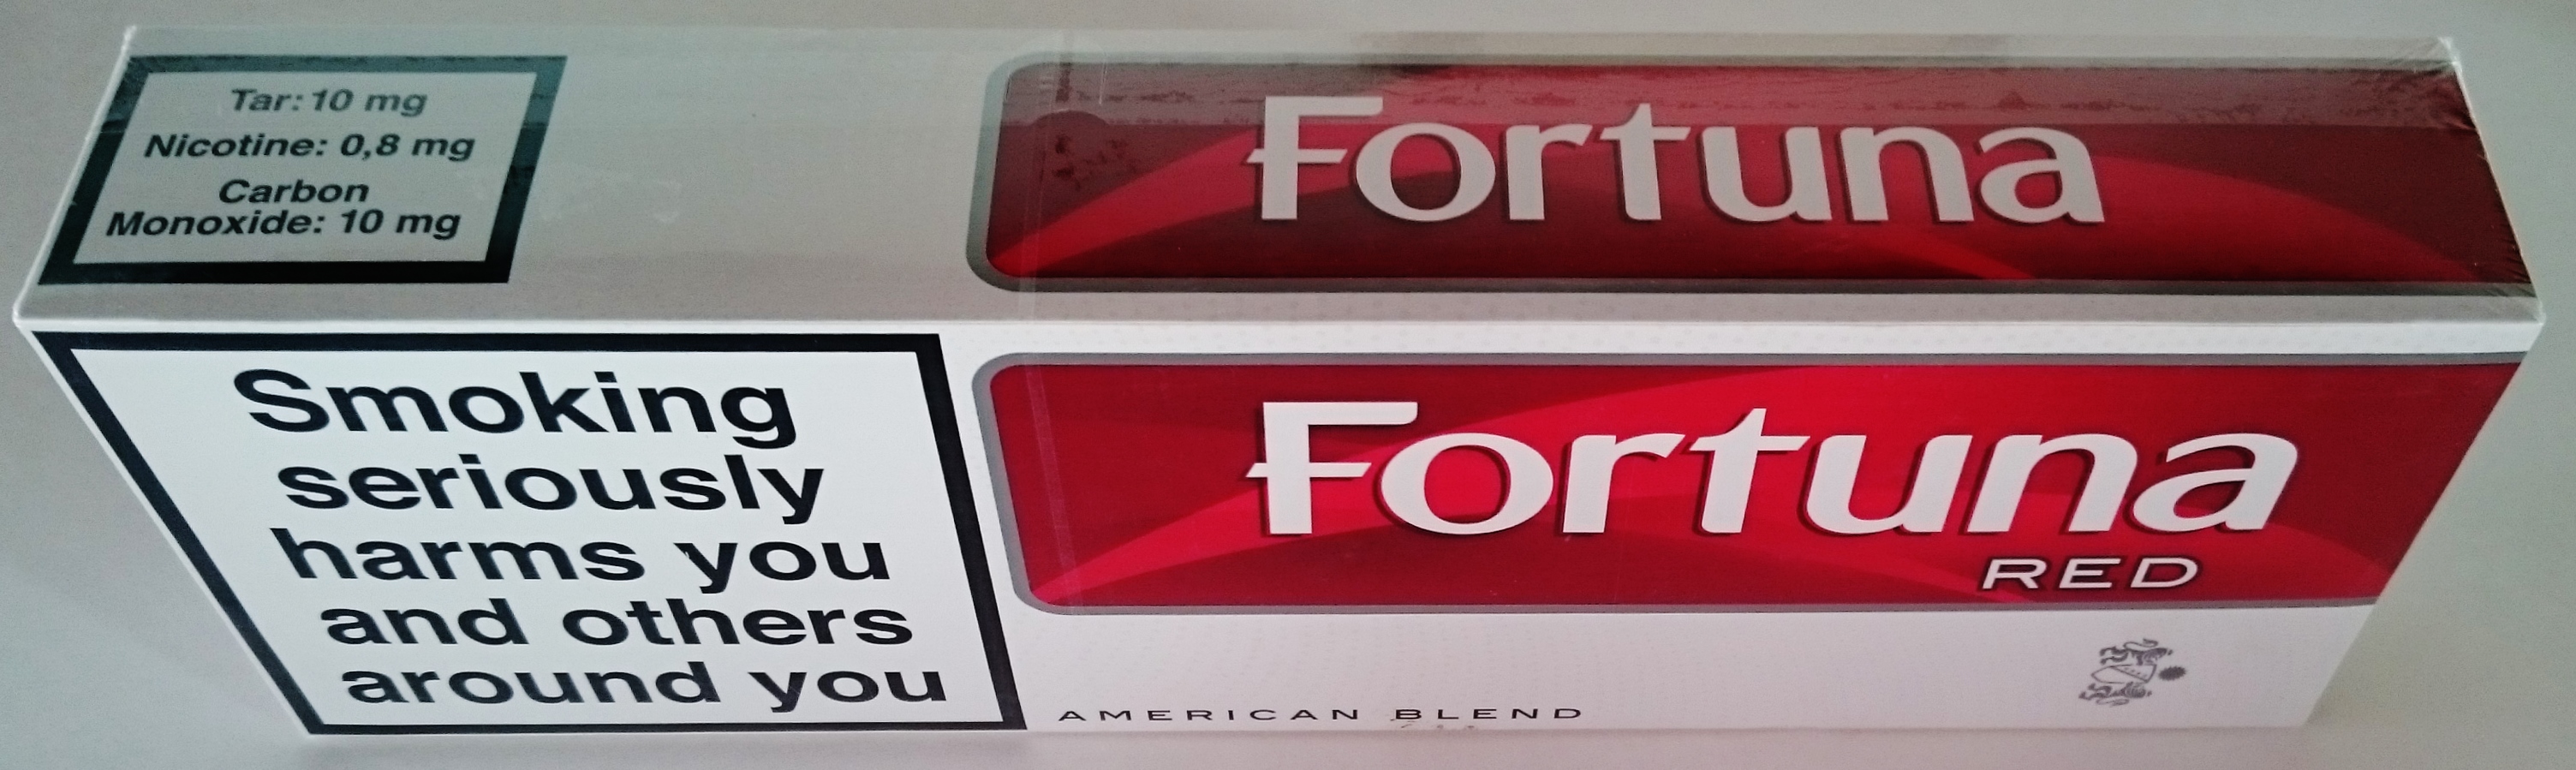 Tar: 10 mg
Nicotine: 0,8 mg
Carbon
Monoxide: 10 mg
Fortuna
Smoking
seriously
harms you
and others
around you
Fortuna
RED
AMERICAN BLEND